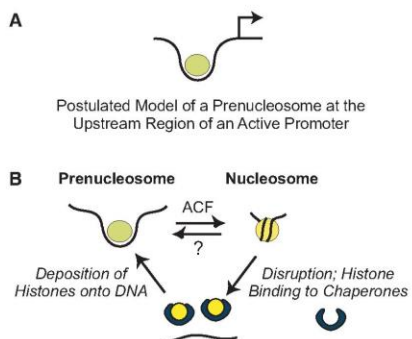 A
Postulated Model of a Prenucleosome at the
Upstream Region of an Active Promoter
B
Prenucleosome
Nucleosome
ACF
?
Deposition of
Histones onto DNA
Disruption; Histone
Binding to Chaperones